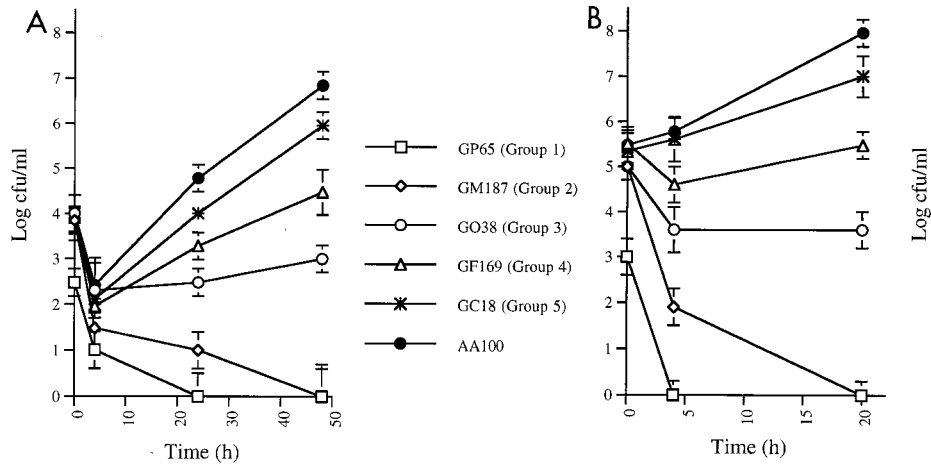 A
Log cfu/ml
8
7
6
5
4
3
2
1
0
0
10
20
30
40
50
Time (h)
GP65 (Group 1)
GM187 (Group 2)
GO38 (Group 3)
GF169 (Group 4)
GC18 (Group 5)
AA100
B
8
7
6
5
4
3
2
1
0
0
5
10
15
20
Time (h)
Log cfu/ml